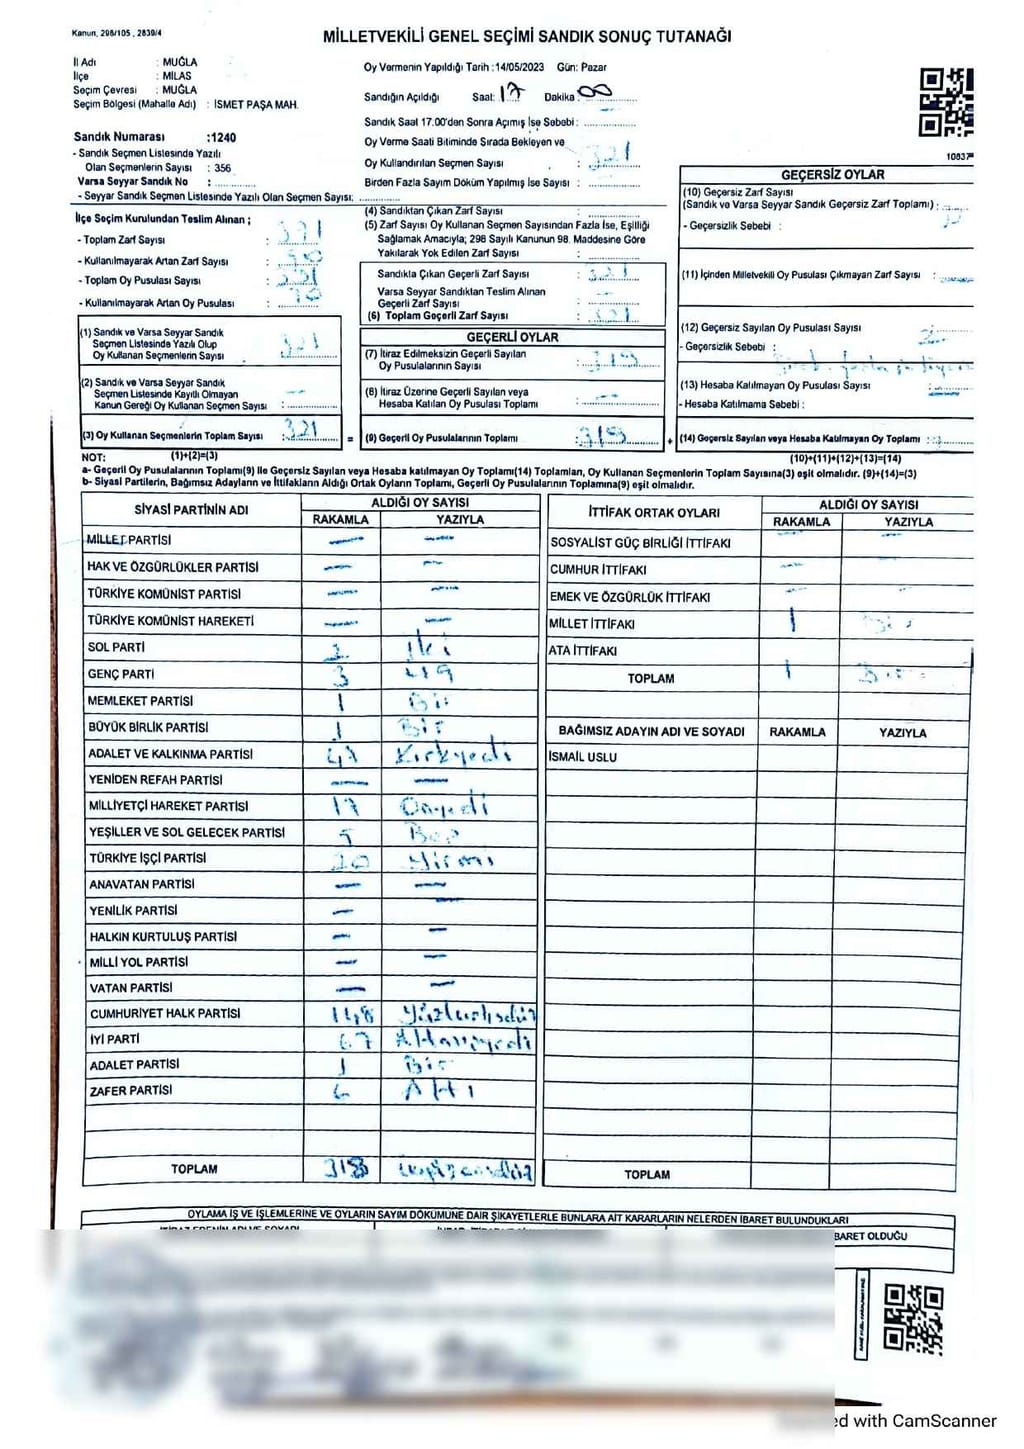 Kanun, 298/105, 2839/4
MİLLETVEKİLİ GENEL SEÇİMİ SANDIK SONUÇ TUTANAĞI
İl Adı : MUĞLA
İlçe : MİLAS
Seçim Çevresi : MUĞLA
Seçim Bölgesi (Mahalle Adı) : İSMET PAŞA MAH.
Sandık Numarası :1240
- Sandık Seçmen Listesinde Yazılı
Olan Seçmenlerin Sayısı : 356
Varsa Seyyar Sandık No :
- Seyyar Sandık Seçmen Listesinde Yazılı Olan Seçmen Sayısı:
Oy Vermenin Yapıldığı Tarih :14/05/2023 Gün: Pazar
Sandığın Açıldığı Saat: 17 Dakika: 00
Sandık Saat 17.00'den Sonra Açımış İse Sebebi :
Oy Verme Saati Bitiminde Sırada Bekleyen ve
Oy Kullandırılan Seçmen Sayısı : 321
Birden Fazla Sayım Döküm Yapılmış İse Sayısı :
10837
İlçe Seçim Kurulundan Teslim Alınan ;
- Toplam Zarf Sayısı :
- Kullanılmayarak Artan Zarf Sayısı :
- Toplam Oy Pusulası Sayısı :
- Kullanılmayarak Artan Oy Pusulası : 70
(1) Sandık ve Varsa Seyyar Sandık
Seçmen Listesinde Yazılı Olup
Oy Kullanan Seçmenlerin Sayısı : 321
(2) Sandık ve Varsa Seyyar Sandık
Seçmen Listesinde Kayıtlı Olmayan
Kanun Gereği Oy Kullanan Seçmen Sayısı : —
(3) Oy Kullanan Seçmenlerin Toplam Sayısı : 321 =
(4) Sandıktan Çıkan Zarf Sayısı :
(5) Zarf Sayısı Oy Kullanan Seçmen Sayısından Fazla İse, Eşitliği
Sağlamak Amacıyla; 298 Sayılı Kanunun 98. Maddesine Göre
Yakılarak Yok Edilen Zarf Sayısı :
Sandıkla Çıkan Geçerli Zarf Sayısı : 321
Varsa Seyyar Sandıktan Teslim Alınan
Geçerli Zarf Sayısı : —
(6) Toplam Geçerli Zarf Sayısı : 321
GEÇERLİ OYLAR
(7) İtiraz Edilmeksizin Geçerli Sayılan
Oy Pusulalarının Sayısı : 319
(8) İtiraz Üzerine Geçerli Sayılan veya
Hesaba Katılan Oy Pusulası Toplamı : —
(9) Geçerli Oy Pusulalarının Toplamı : 319 +
GEÇERSİZ OYLAR
(10) Geçersiz Zarf Sayısı
(Sandık ve Varsa Seyyar Sandık Geçersiz Zarf Toplamı) :
- Geçersizlik Sebebi :
(11) İçinden Milletvekili Oy Pusulası Çıkmayan Zarf Sayısı :
(12) Geçersiz Sayılan Oy Pusulası Sayısı :
- Geçersizlik Sebebi :
(13) Hesaba Katılmayan Oy Pusulası Sayısı :
- Hesaba Katılmama Sebebi :
(14) Geçersiz Sayılan veya Hesaba Katılmayan Oy Toplamı :
NOT: (1)+(2)=(3)
(10)+(11)+(12)+(13)=(14)
a- Geçerli Oy Pusulalarının Toplamı(9) ile Geçersiz Sayılan veya Hesaba katılmayan Oy Toplamı(14) Toplamları, Oy Kullanan Seçmenlerin Toplam Sayısına(3) eşit olmalıdır. (9)+(14)=(3)
b- Siyasi Partilerin, Bağımsız Adayların ve İttifakların Aldığı Ortak Oyların Toplamı, Geçerli Oy Pusulalarının Toplamına(9) eşit olmalıdır.
SİYASİ PARTİNİN ADI ALDIĞI OY SAYISI
RAKAMLA YAZIYLA
MİLLET PARTİSİ — —
HAK VE ÖZGÜRLÜKLER PARTİSİ — —
TÜRKİYE KOMÜNİST PARTİSİ — —
TÜRKİYE KOMÜNİST HAREKETİ — —
SOL PARTİ 2 İki
GENÇ PARTİ 3
MEMLEKET PARTİSİ 1 Bir
BÜYÜK BİRLİK PARTİSİ 1 Bir
ADALET VE KALKINMA PARTİSİ 47 Kırkyedi
YENİDEN REFAH PARTİSİ — —
MİLLİYETÇİ HAREKET PARTİSİ 17 Onyedi
YEŞİLLER VE SOL GELECEK PARTİSİ 5 Beş
TÜRKİYE İŞÇİ PARTİSİ 20 Yirmi
ANAVATAN PARTİSİ — —
YENİLİK PARTİSİ — —
HALKIN KURTULUŞ PARTİSİ — —
MİLLİ YOL PARTİSİ — —
VATAN PARTİSİ — —
CUMHURİYET HALK PARTİSİ 148
İYİ PARTİ 67 Altmışyedi
ADALET PARTİSİ 1 Bir
ZAFER PARTİSİ 6 Altı
TOPLAM 318
İTTİFAK ORTAK OYLARI ALDIĞI OY SAYISI
RAKAMLA YAZIYLA
SOSYALİST GÜÇ BİRLİĞİ İTTİFAKI — —
CUMHUR İTTİFAKI —
EMEK VE ÖZGÜRLÜK İTTİFAKI —
MİLLET İTTİFAKI 1 Bir
ATA İTTİFAKI
TOPLAM 1 Bir
BAĞIMSIZ ADAYIN ADI VE SOYADI RAKAMLA YAZIYLA
İSMAİL USLU
TOPLAM
OYLAMA İŞ VE İŞLEMLERİNE VE OYLARIN SAYIM DÖKÜMÜNE DAİR ŞİKAYETLERLE BUNLARA AİT KARARLARIN NELERDEN İBARET BULUNDUKLARI
BARET OLDUĞU
ed with CamScanner